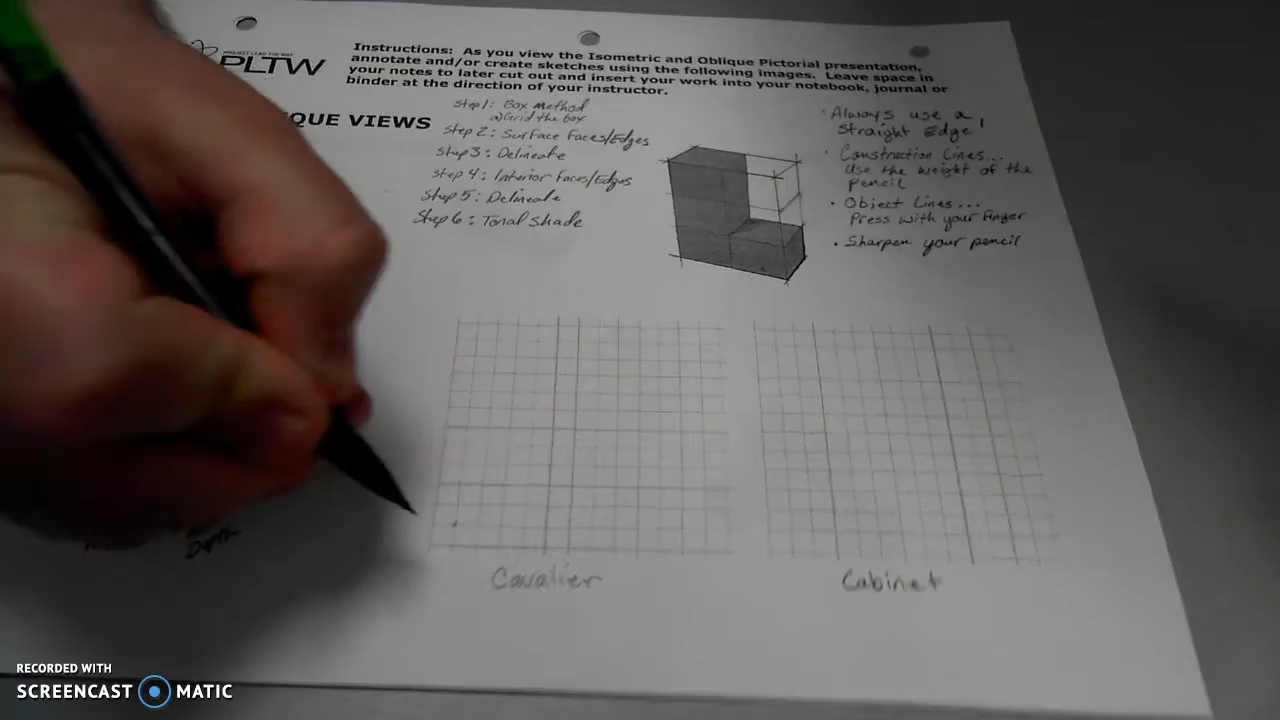 PROJECT LEAD THE WAY
PLTW
Instructions: As you view the Isometric and Oblique Pictorial presentation,
annotate and/or create sketches using the following images. Leave space in
your notes to later cut out and insert your work into your notebook, journal or
binder at the direction of your instructor.
QUE VIEWS
Step 1: Box Method
a) Grid the box
Step 2: Surface Faces/Edges
Step 3: Delineate
Step 4: Interior Faces/Edges
Step 5: Delineate
Step 6: Tonal Shade
• Always use a
Straight Edge!
• Construction Lines...
Use the weight of the
pencil
• Object Lines...
Press with your Finger
• Sharpen your pencil
Depth
Cavalier
Cabinet
RECORDED WITH
SCREENCAST MATIC